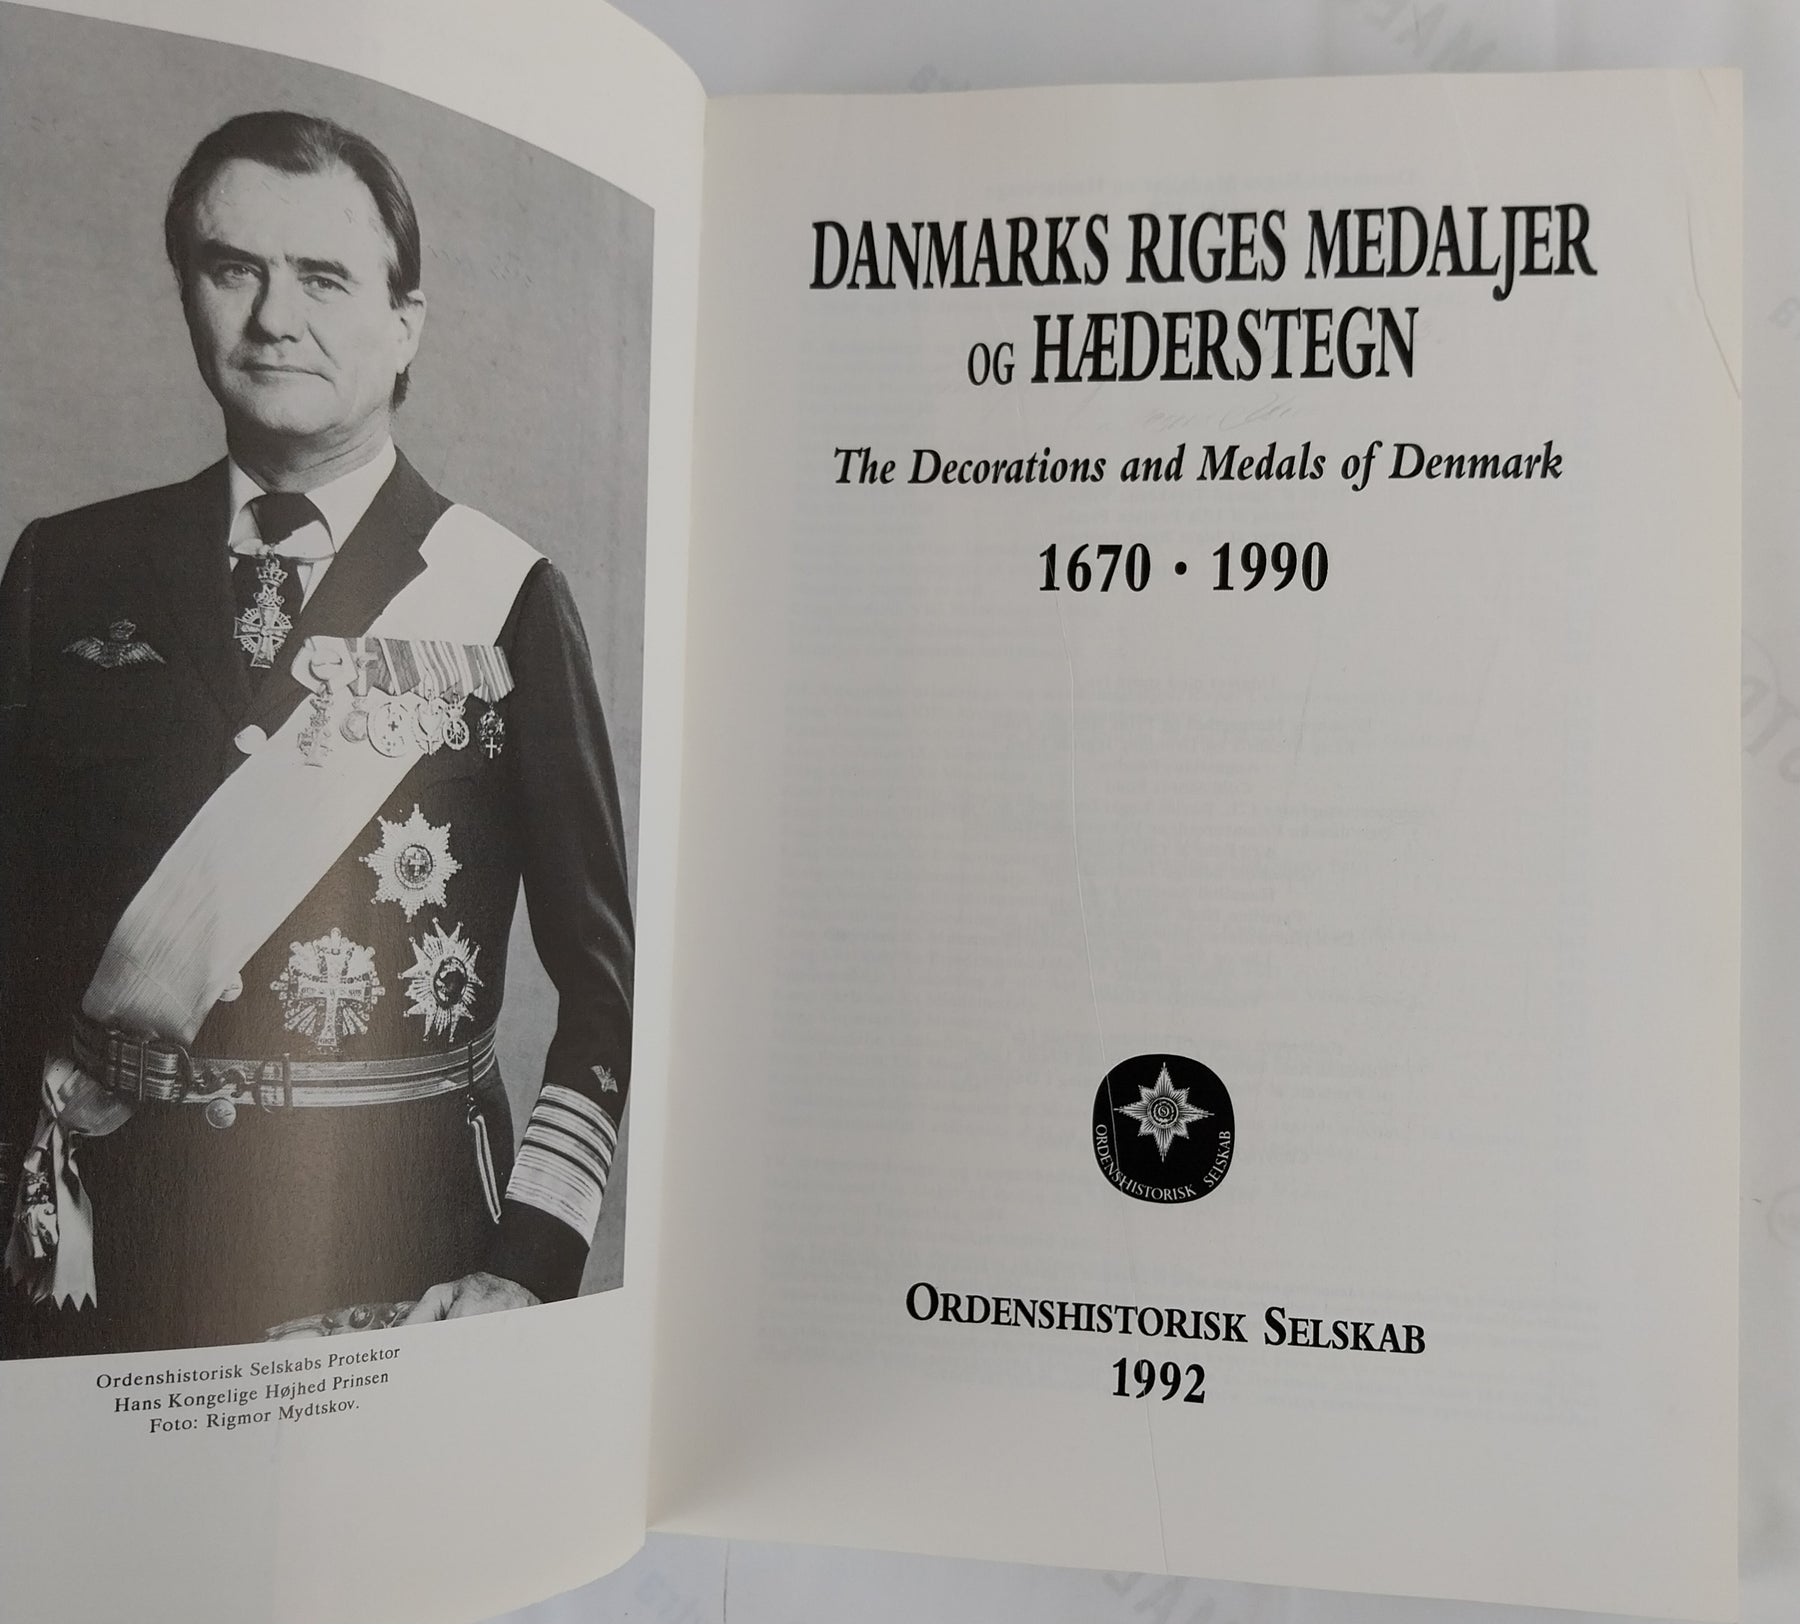 Ordenshistorisk Selskabs Protektor
Hans Kongelige Højhed Prinsen
Foto: Rigmor Mydtskov.
DANMARKS RIGES MEDALJER
OG HÆDERSTEGN
The Decorations and Medals of Denmark
1670 · 1990
ORDENSHISTORISK SELSKAB
ORDENSHISTORISK SELSKAB
1992